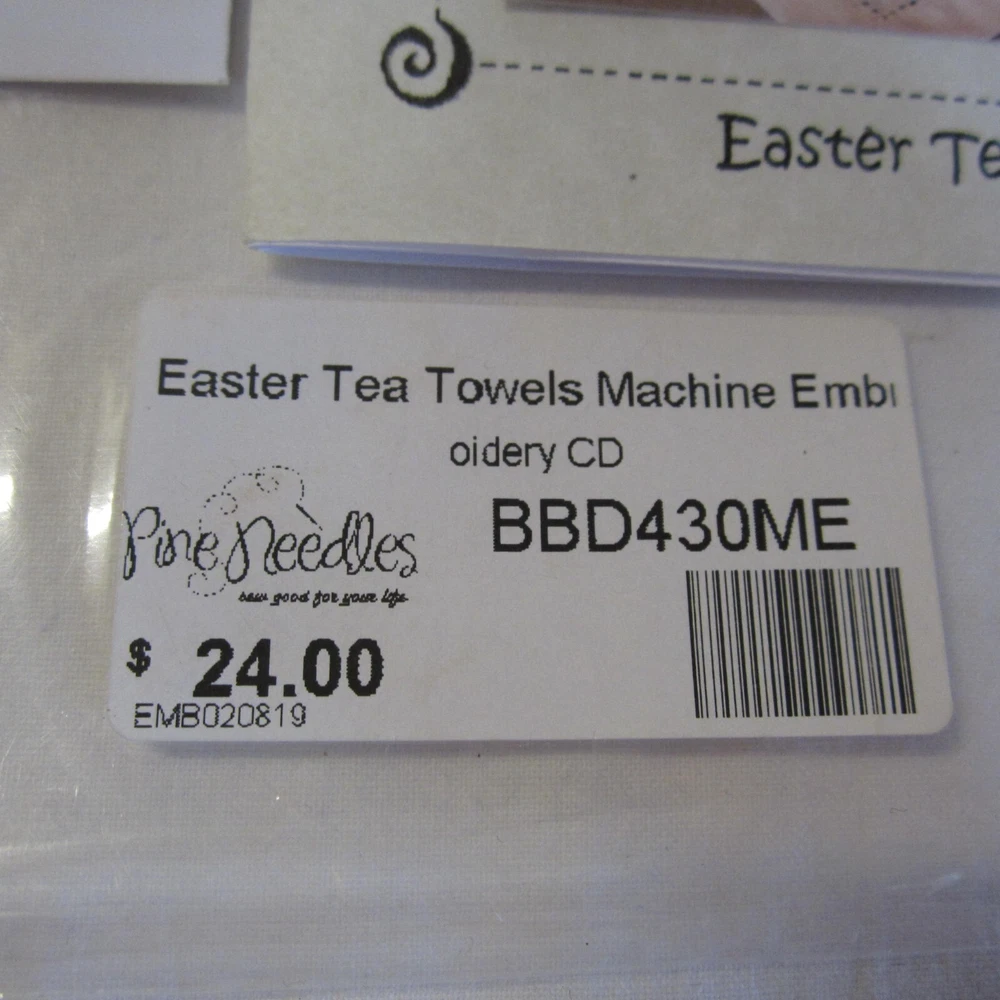 Easter Te
Easter Tea Towels Machine Embr
oidery CD
Pine Needles
sew good for your life
BBD430ME
$ 24.00
EMB020819